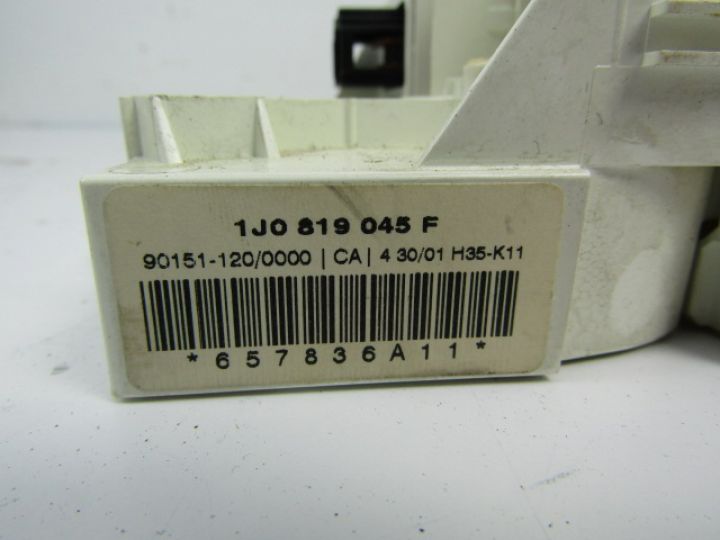 1J0 819 045 F
90151-120/0000 | CA | 4 30/01 H35-K11
*657836A11*